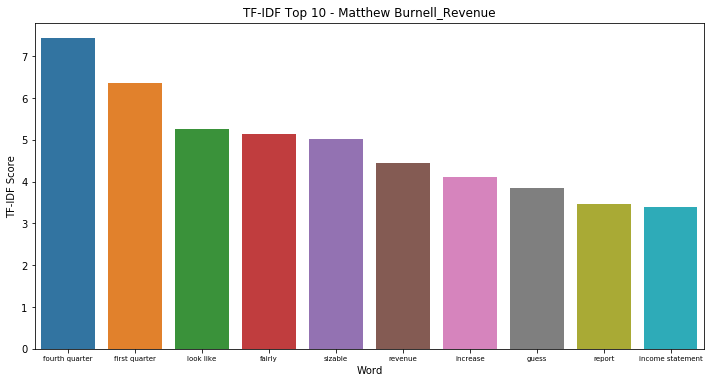 TF-IDF Top 10 - Matthew Burnell_Revenue
7
6
5
4
3
2
1
0
TF-IDF Score
fourth quarter first quarter look like fairly sizable revenue increase guess report income statement
Word